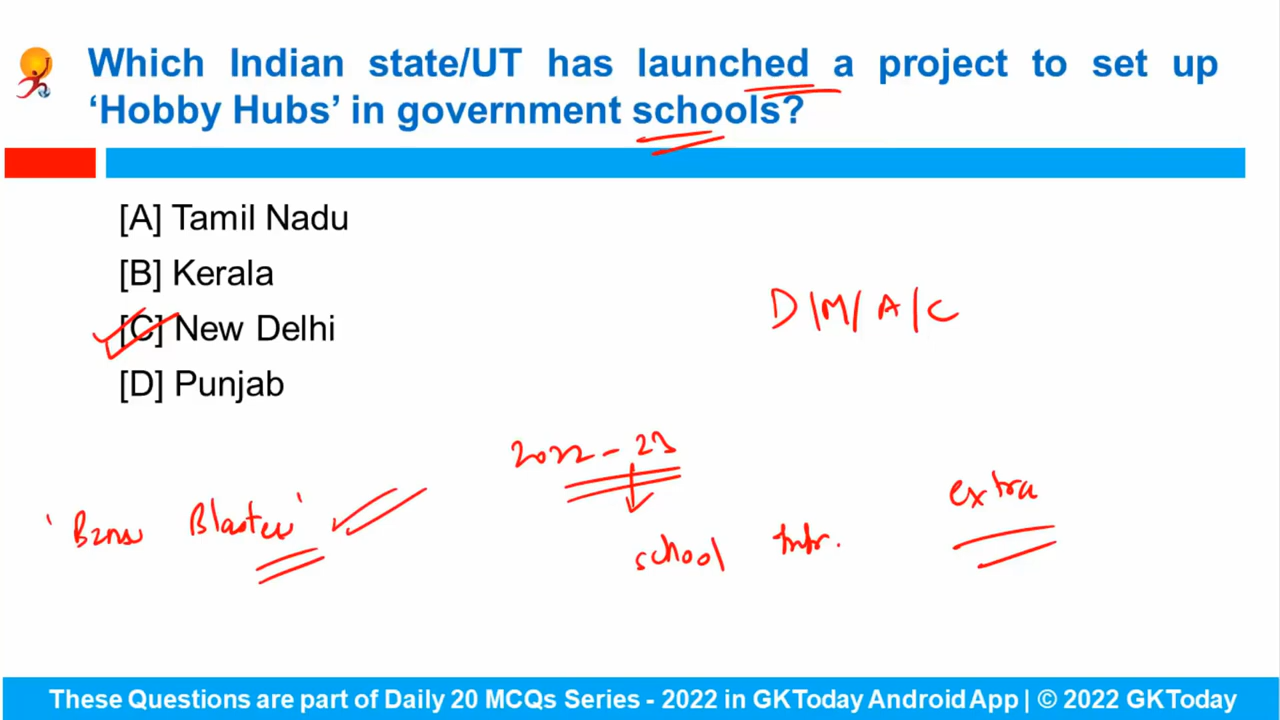 Which Indian state/UT has launched a project to set up
‘Hobby Hubs’ in government schools?
[A] Tamil Nadu
[B] Kerala
[C] New Delhi
[D] Punjab
D/M/A/C
2022-23
extra
Blaster'
school
These Questions are part of Daily 20 MCQs Series - 2022 in GKToday Android App | © 2022 GKToday